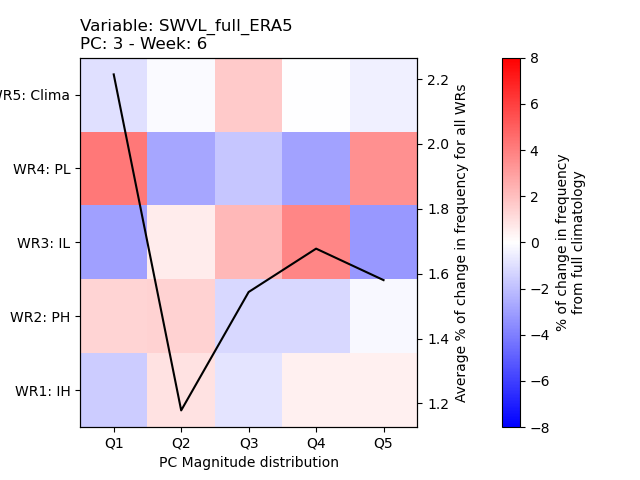 Variable: SWVL_full_ERA5
PC: 3 - Week: 6
WR5: Clima
WR4: PL
WR3: IL
WR2: PH
WR1: IH
Q1 Q2 Q3 Q4 Q5
PC Magnitude distribution
2.2
2.0
1.8
1.6
1.4
1.2
Average % of change in frequency for all WRs
8
6
4
2
0
−2
−4
−6
−8
% of change in frequency
from full climatology